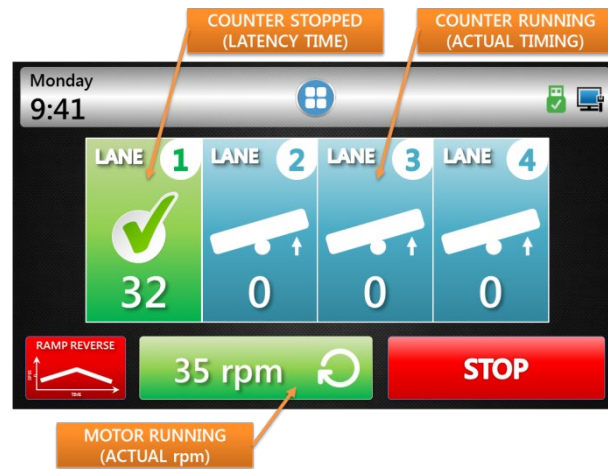 COUNTER STOPPED
(LATENCY TIME)
COUNTER RUNNING
(ACTUAL TIMING)
Monday
9:41
LANE 1
LANE 2
LANE 3
LANE 4
32
0
0
0
RAMP REVERSE
TIME
35 rpm
STOP
MOTOR RUNNING
(ACTUAL rpm)